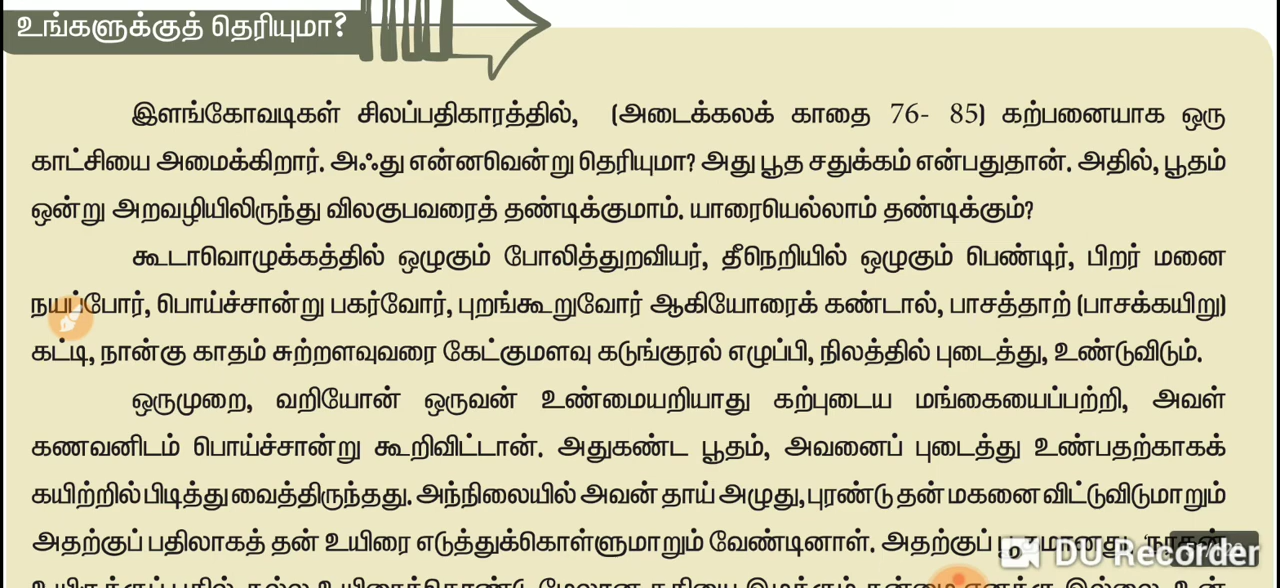 உங்களுக்குத் தெரியுமா?
இளங்கோவடிகள் சிலப்பதிகாரத்தில், (அடைக்கலக் காதை 76- 85) கற்பனையாக ஒரு
காட்சியை அமைக்கிறார். அஃது என்னவென்று தெரியுமா? அது பூத சதுக்கம் என்பதுதான். அதில், பூதம்
ஒன்று அறவழியிலிருந்து விலகுபவரைத் தண்டிக்குமாம். யாரையெல்லாம் தண்டிக்கும்?
கூடாவொழுக்கத்தில் ஒழுகும் போலித்துறவியர், தீநெறியில் ஒழுகும் பெண்டிர், பிறர் மனை
நயப்போர், பொய்ச்சான்று பகர்வோர், புறங்கூறுவோர் ஆகியோரைக் கண்டால், பாசத்தாற் (பாசக்கயிறு)
கட்டி, நான்கு காதம் சுற்றளவுவரை கேட்குமளவு கடுங்குரல் எழுப்பி, நிலத்தில் புடைத்து, உண்டுவிடும்.
ஒருமுறை, வறியோன் ஒருவன் உண்மையறியாது கற்புடைய மங்கையைப்பற்றி, அவள்
கணவனிடம் பொய்ச்சான்று கூறிவிட்டான். அதுகண்ட பூதம், அவனைப் புடைத்து உண்பதற்காகக்
கயிற்றில் பிடித்து வைத்திருந்தது. அந்நிலையில் அவன் தாய் அழுது, புரண்டு தன் மகனை விட்டுவிடுமாறும்
அதற்குப் பதிலாகத் தன் உயிரை எடுத்துக்கொள்ளுமாறும் வேண்டினாள். அதற்குப்
DU Recorder